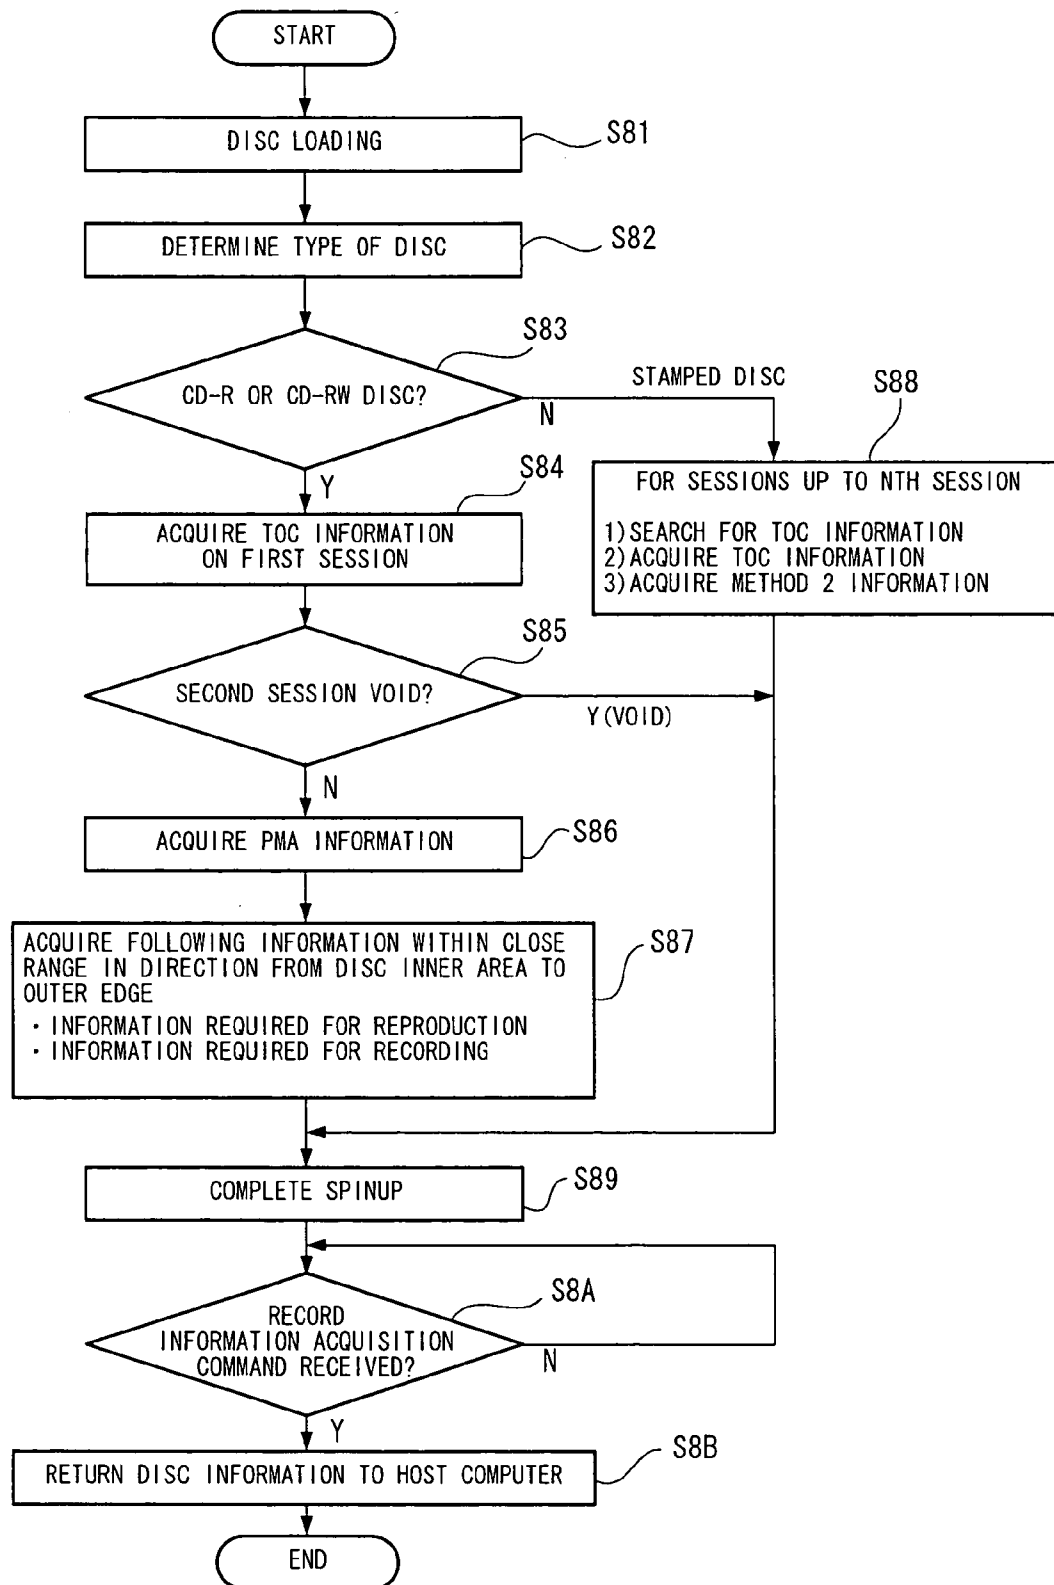 START
DISC LOADING
S81
DETERMINE TYPE OF DISC
S82
S83
CD-R OR CD-RW DISC?
STAMPED DISC
N
Y
S88
FOR SESSIONS UP TO NTH SESSION
1)SEARCH FOR TOC INFORMATION
2)ACQUIRE TOC INFORMATION
3)ACQUIRE METHOD 2 INFORMATION
S84
ACQUIRE TOC INFORMATION
ON FIRST SESSION
S85
SECOND SESSION VOID?
Y(VOID)
N
ACQUIRE PMA INFORMATION
S86
ACQUIRE FOLLOWING INFORMATION WITHIN CLOSE
RANGE IN DIRECTION FROM DISC INNER AREA TO
OUTER EDGE
・INFORMATION REQUIRED FOR REPRODUCTION
・INFORMATION REQUIRED FOR RECORDING
S87
COMPLETE SPINUP
S89
S8A
RECORD
INFORMATION ACQUISITION
COMMAND RECEIVED?
N
Y
RETURN DISC INFORMATION TO HOST COMPUTER
S8B
END